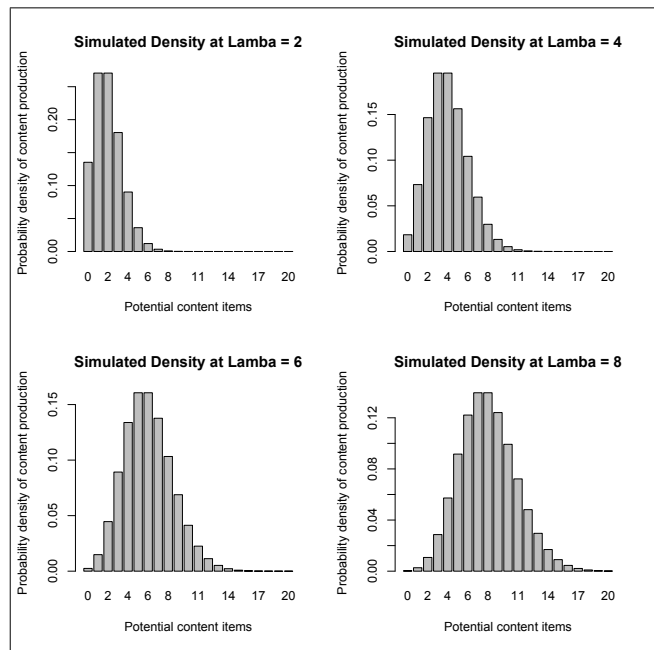 Simulated Density at Lamba = 2
Probability density of content production
0.00 0.10 0.20
0 2 4 6 8 11 14 17 20
Potential content items
Simulated Density at Lamba = 4
Probability density of content production
0.00 0.05 0.10 0.15
0 2 4 6 8 11 14 17 20
Potential content items
Simulated Density at Lamba = 6
Probability density of content production
0.00 0.05 0.10 0.15
0 2 4 6 8 11 14 17 20
Potential content items
Simulated Density at Lamba = 8
Probability density of content production
0.00 0.04 0.08 0.12
0 2 4 6 8 11 14 17 20
Potential content items